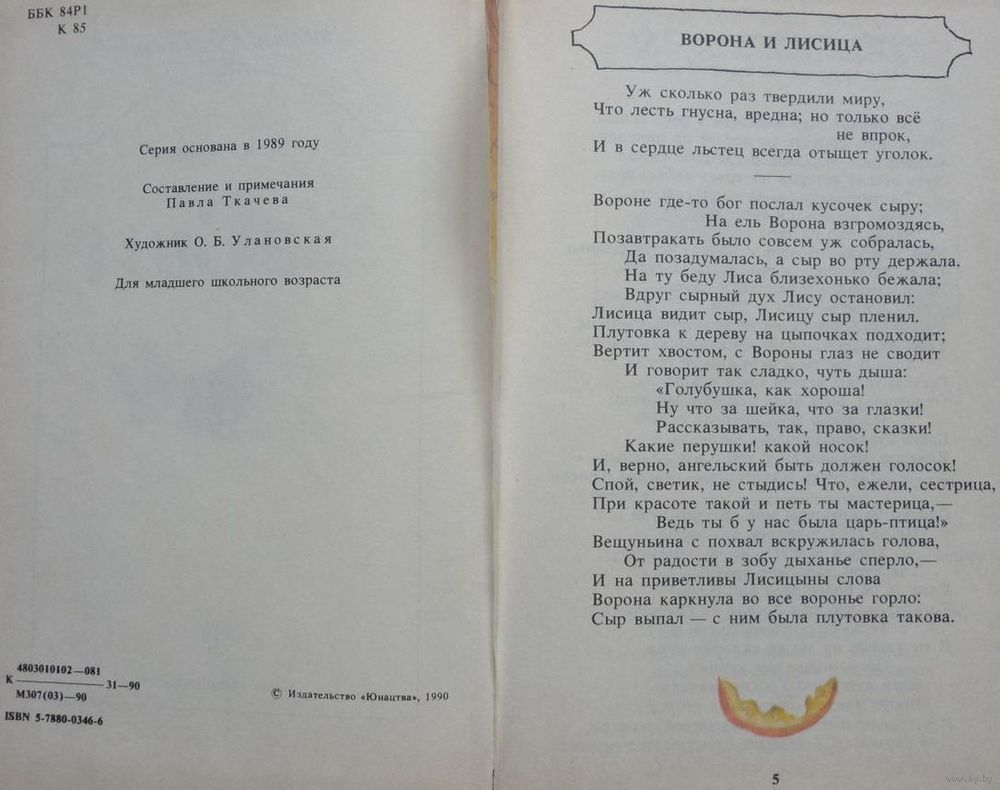 ББК 84Р1
К 85
Серия основана в 1989 году
Составление и примечания
Павла Ткачева
Художник О. Б. Улановская
Для младшего школьного возраста
4803010102—081
К 31—90
М307(03)—90
ISBN 5-7880-0346-6
© Издательство «Юнацтва», 1990
ВОРОНА И ЛИСИЦА
Уж сколько раз твердили миру,
Что лесть гнусна, вредна; но только всё
не впрок,
И в сердце льстец всегда отыщет уголок.
Вороне где-то бог послал кусочек сыру;
На ель Ворона взгромоздясь,
Позавтракать было совсем уж собралась,
Да позадумалась, а сыр во рту держала.
На ту беду Лиса близехонько бежала;
Вдруг сырный дух Лису остановил:
Лисица видит сыр, Лисицу сыр пленил.
Плутовка к дереву на цыпочках подходит;
Вертит хвостом, с Вороны глаз не сводит
И говорит так сладко, чуть дыша:
«Голубушка, как хороша!
Ну что за шейка, что за глазки!
Рассказывать, так, право, сказки!
Какие перушки! какой носок!
И, верно, ангельский быть должен голосок!
Спой, светик, не стыдись! Что, ежели, сестрица,
При красоте такой и петь ты мастерица,—
Ведь ты б у нас была царь-птица!»
Вещуньина с похвал вскружилась голова,
От радости в зобу дыханье сперло,—
И на приветливы Лисицыны слова
Ворона каркнула во все воронье горло:
Сыр выпал — с ним была плутовка такова.
5
www.ay.by